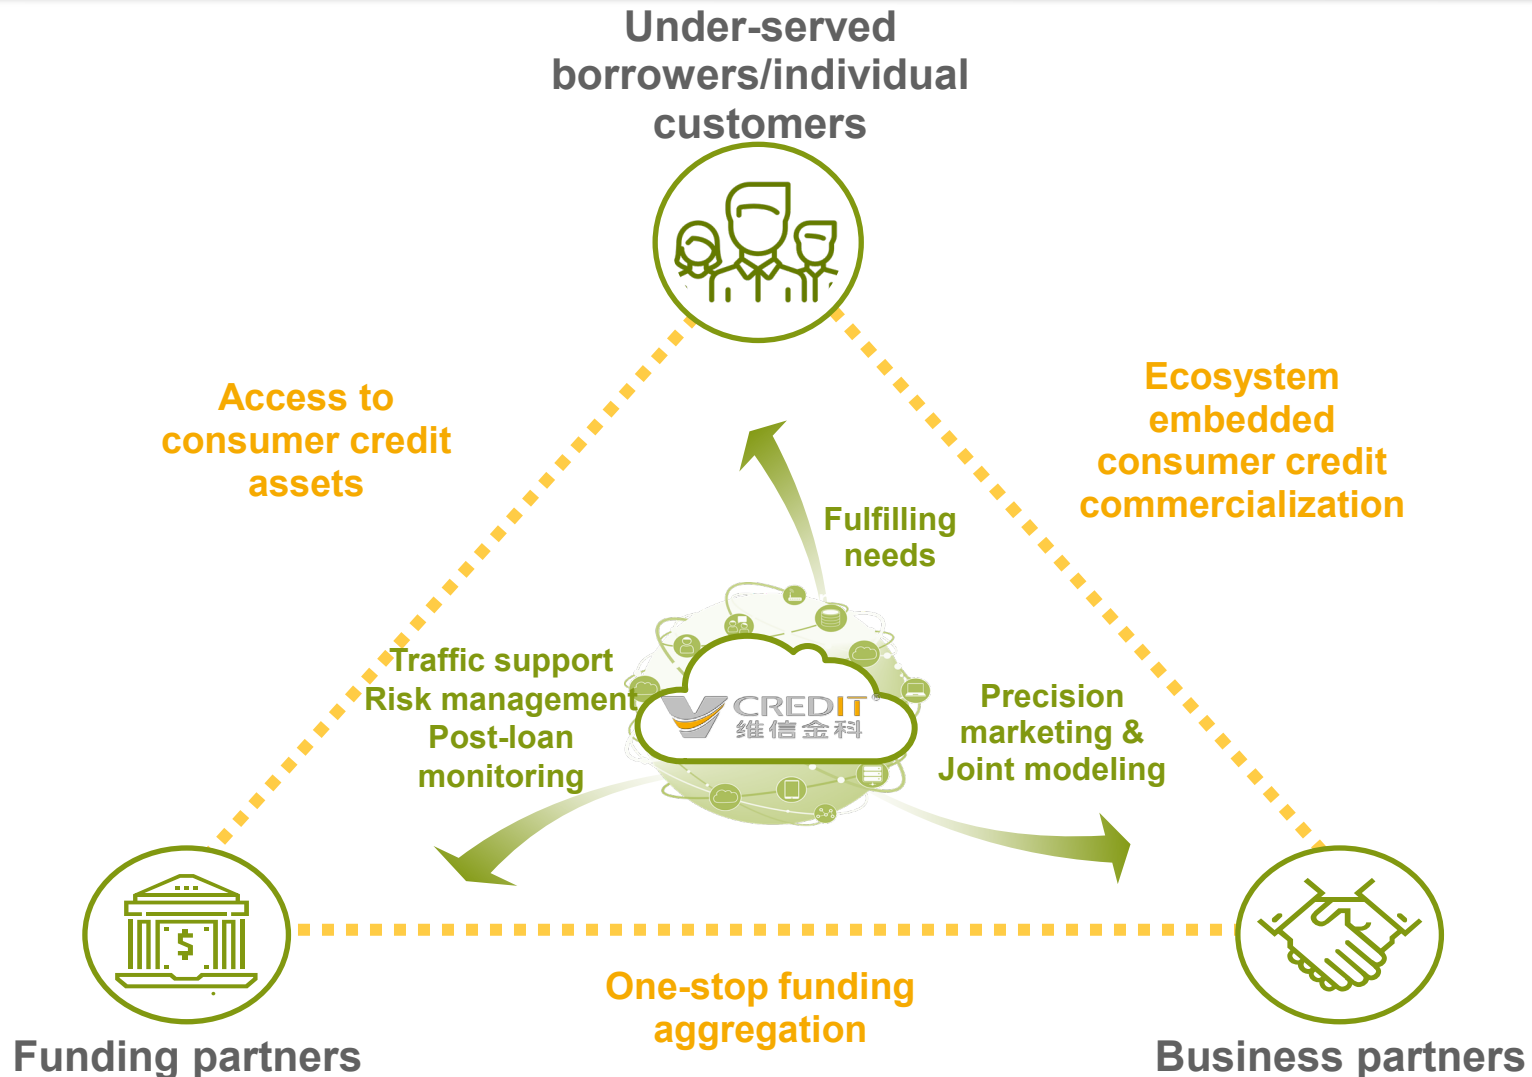 Under-served
borrowers/individual
customers
Access to
consumer credit
assets
Ecosystem
embedded
consumer credit
commercialization
Fulfilling
needs
Traffic support
Risk management
Post-loan
monitoring
CREDIT®
维信金科
Precision
marketing &
Joint modeling
$
One-stop funding
aggregation
Funding partners
Business partners